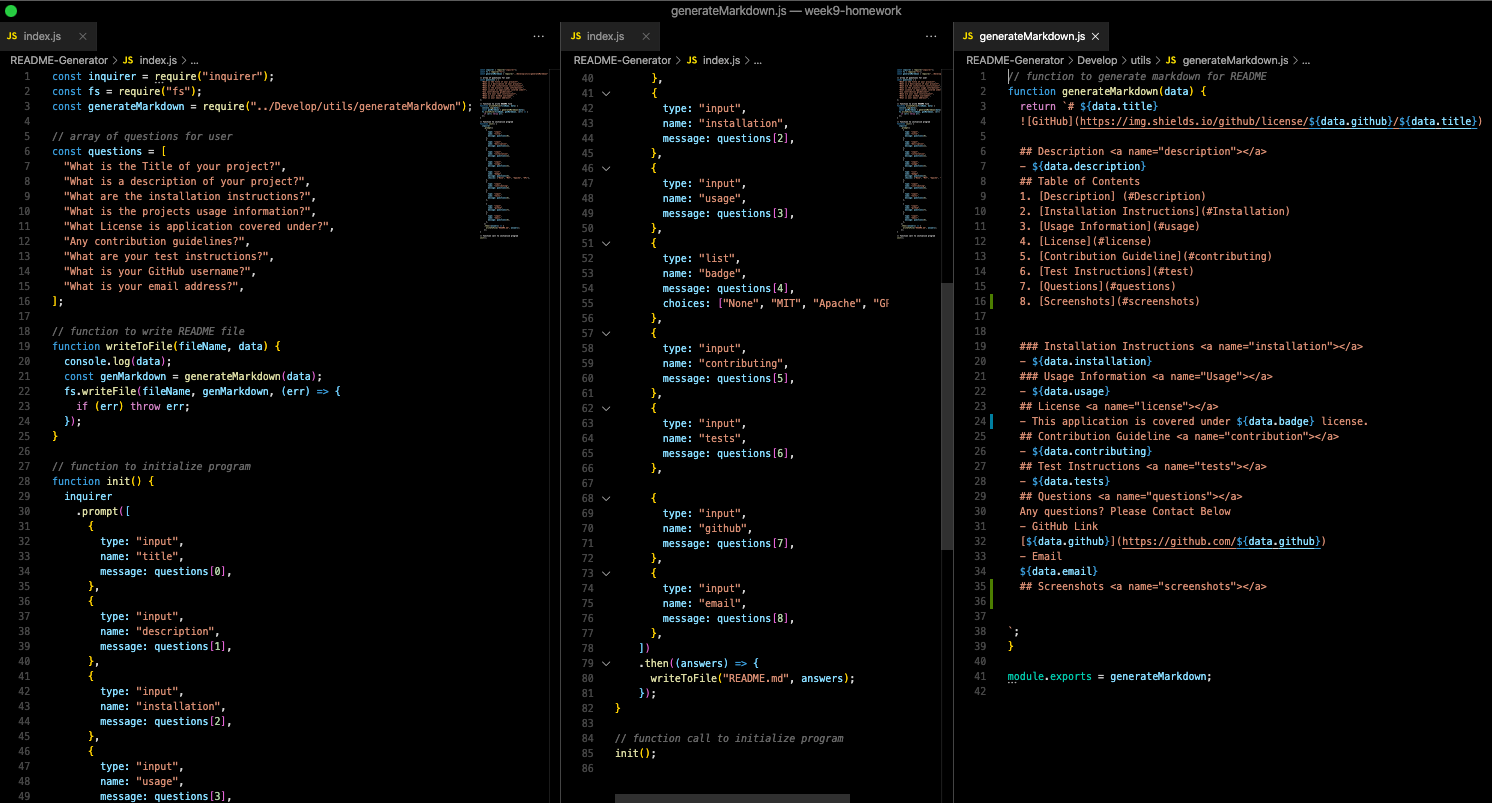 generateMarkdown.js — week9-homework
JS index.js ×
README-Generator > JS index.js > ...
1 const inquirer = require("inquirer");
2 const fs = require("fs");
3 const generateMarkdown = require("../Develop/utils/generateMarkdown");
4
5 // array of questions for user
6 const questions = [
7 "What is the Title of your project?",
8 "What is a description of your project?",
9 "What are the installation instructions?",
10 "What is the projects usage information?",
11 "What License is application covered under?",
12 "Any contribution guidelines?",
13 "What are your test instructions?",
14 "What is your GitHub username?",
15 "What is your email address?",
16 ];
17
18 // function to write README file
19 function writeToFile(fileName, data) {
20 console.log(data);
21 const genMarkdown = generateMarkdown(data);
22 fs.writeFile(fileName, genMarkdown, (err) => {
23 if (err) throw err;
24 });
25 }
26
27 // function to initialize program
28 function init() {
29 inquirer
30 .prompt([
31 {
32 type: "input",
33 name: "title",
34 message: questions[0],
35 },
36 {
37 type: "input",
38 name: "description",
39 message: questions[1],
40 },
41 {
42 type: "input",
43 name: "installation",
44 message: questions[2],
45 },
46 {
47 type: "input",
48 name: "usage",
49 message: questions[3],
JS index.js × ...
README-Generator > JS index.js > ...
40 },
41 {
42 type: "input",
43 name: "installation",
44 message: questions[2],
45 },
46 {
47 type: "input",
48 name: "usage",
49 message: questions[3],
50 },
51 {
52 type: "list",
53 name: "badge",
54 message: questions[4],
55 choices: ["None", "MIT", "Apache", "GP
56 },
57 {
58 type: "input",
59 name: "contributing",
60 message: questions[5],
61 },
62 {
63 type: "input",
64 name: "tests",
65 message: questions[6],
66 },
67
68 {
69 type: "input",
70 name: "github",
71 message: questions[7],
72 },
73 {
74 type: "input",
75 name: "email",
76 message: questions[8],
77 },
78 ])
79 .then((answers) => {
80 writeToFile("README.md", answers);
81 });
82 }
83
84 // function call to initialize program
85 init();
86
JS generateMarkdown.js ×
README-Generator > Develop > utils > JS generateMarkdown.js > ...
1 // function to generate markdown for README
2 function generateMarkdown(data) {
3 return `# ${data.title}
4 ![GitHub](https://img.shields.io/github/license/${data.github}/${data.title})
5
6 ## Description <a name="description"></a>
7 - ${data.description}
8 ## Table of Contents
9 1. [Description] (#Description)
10 2. [Installation Instructions](#Installation)
11 3. [Usage Information](#usage)
12 4. [License](#license)
13 5. [Contribution Guideline](#contributing)
14 6. [Test Instructions](#test)
15 7. [Questions](#questions)
16 8. [Screenshots](#screenshots)
17
18
19 ### Installation Instructions <a name="installation"></a>
20 - ${data.installation}
21 ### Usage Information <a name="Usage"></a>
22 - ${data.usage}
23 ## License <a name="license"></a>
24 - This application is covered under ${data.badge} license.
25 ## Contribution Guideline <a name="contribution"></a>
26 - ${data.contributing}
27 ## Test Instructions <a name="tests"></a>
28 - ${data.tests}
29 ## Questions <a name="questions"></a>
30 Any questions? Please Contact Below
31 - GitHub Link
32 [${data.github}](https://github.com/${data.github})
33 - Email
34 ${data.email}
35 ## Screenshots <a name="screenshots"></a>
36
37
38 `;
39 }
40
41 module.exports = generateMarkdown;
42